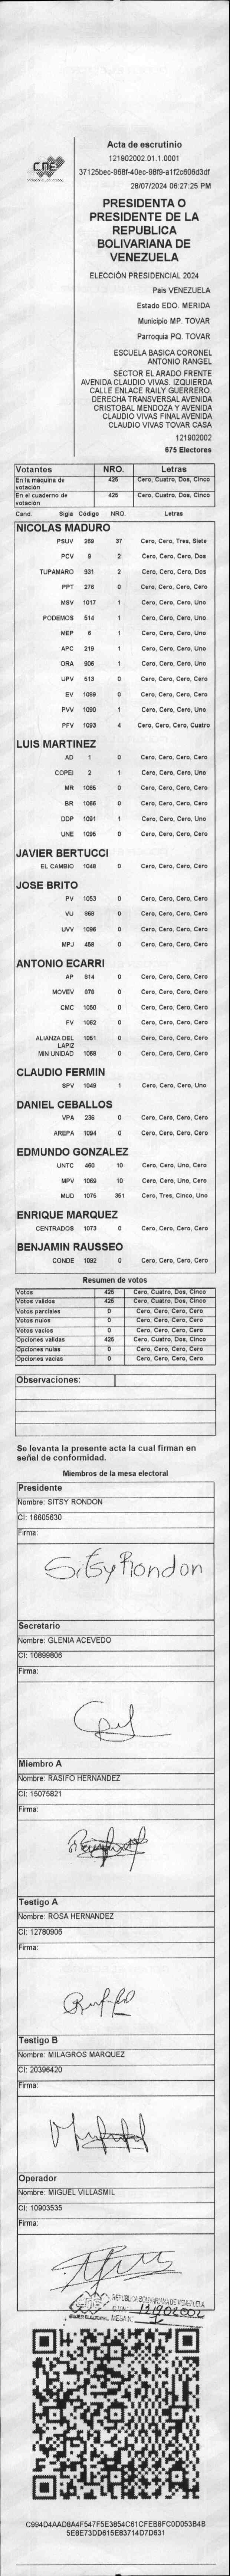 CNE
Acta de escrutinio
121902002.01.1.0001
37125bec-968f-40ec-98f9-a1f2c606d3df
28/07/2024 06:27:25 PM
PRESIDENTA O
PRESIDENTE DE LA
REPUBLICA
BOLIVARIANA DE
VENEZUELA
ELECCIÓN PRESIDENCIAL 2024
País VENEZUELA
Estado EDO. MERIDA
Municipio MP. TOVAR
Parroquia PQ. TOVAR
ESCUELA BASICA CORONEL
ANTONIO RANGEL
SECTOR EL ARADO FRENTE
AVENIDA CLAUDIO VIVAS. IZQUIERDA
CALLE ENLACE RAILY GUERRERO.
DERECHA TRANSVERSAL AVENIDA
CRISTOBAL MENDOZA Y AVENIDA
CLAUDIO VIVAS FINAL AVENIDA
CLAUDIO VIVAS TOVAR CASA
121902002
675 Electores
Votantes NRO. Letras
En la máquina de votación 425 Cero, Cuatro, Dos, Cinco
En el cuaderno de votación 425 Cero, Cuatro, Dos, Cinco
Cand. Sigla Código NRO. Letras
NICOLAS MADURO
PSUV 269 37 Cero, Cero, Tres, Siete
PCV 9 2 Cero, Cero, Cero, Dos
TUPAMARO 931 2 Cero, Cero, Cero, Dos
PPT 276 0 Cero, Cero, Cero, Cero
MSV 1017 1 Cero, Cero, Cero, Uno
PODEMOS 514 1 Cero, Cero, Cero, Uno
MEP 6 1 Cero, Cero, Cero, Uno
APC 219 1 Cero, Cero, Cero, Uno
ORA 906 1 Cero, Cero, Cero, Uno
UPV 513 0 Cero, Cero, Cero, Cero
EV 1089 0 Cero, Cero, Cero, Cero
PVV 1090 1 Cero, Cero, Cero, Uno
PFV 1093 4 Cero, Cero, Cero, Cuatro
LUIS MARTINEZ
AD 1 0 Cero, Cero, Cero, Cero
COPEI 2 1 Cero, Cero, Cero, Uno
MR 1065 0 Cero, Cero, Cero, Cero
BR 1066 0 Cero, Cero, Cero, Cero
DDP 1091 1 Cero, Cero, Cero, Uno
UNE 1095 0 Cero, Cero, Cero, Cero
JAVIER BERTUCCI
EL CAMBIO 1048 0 Cero, Cero, Cero, Cero
JOSE BRITO
PV 1053 0 Cero, Cero, Cero, Cero
VU 868 0 Cero, Cero, Cero, Cero
UVV 1096 0 Cero, Cero, Cero, Cero
MPJ 458 0 Cero, Cero, Cero, Cero
ANTONIO ECARRI
AP 814 0 Cero, Cero, Cero, Cero
MOVEV 878 0 Cero, Cero, Cero, Cero
CMC 1050 0 Cero, Cero, Cero, Cero
FV 1062 0 Cero, Cero, Cero, Cero
ALIANZA DEL LAPIZ 1051 0 Cero, Cero, Cero, Cero
MIN UNIDAD 1068 0 Cero, Cero, Cero, Cero
CLAUDIO FERMIN
SPV 1049 1 Cero, Cero, Cero, Uno
DANIEL CEBALLOS
VPA 236 0 Cero, Cero, Cero, Cero
AREPA 1094 0 Cero, Cero, Cero, Cero
EDMUNDO GONZALEZ
UNTC 460 10 Cero, Cero, Uno, Cero
MPV 1069 10 Cero, Cero, Uno, Cero
MUD 1075 351 Cero, Tres, Cinco, Uno
ENRIQUE MARQUEZ
CENTRADOS 1073 0 Cero, Cero, Cero, Cero
BENJAMIN RAUSSEO
CONDE 1092 0 Cero, Cero, Cero, Cero
Resumen de votos
Votos 425 Cero, Cuatro, Dos, Cinco
Votos validos 425 Cero, Cuatro, Dos, Cinco
Votos parciales 0 Cero, Cero, Cero, Cero
Votos nulos 0 Cero, Cero, Cero, Cero
Votos vacios 0 Cero, Cero, Cero, Cero
Opciones validas 425 Cero, Cuatro, Dos, Cinco
Opciones nulas 0 Cero, Cero, Cero, Cero
Opciones vacias 0 Cero, Cero, Cero, Cero
Observaciones:
Se levanta la presente acta la cual firman en
señal de conformidad.
Miembros de la mesa electoral
Presidente
Nombre: SITSY RONDON
CI: 16605630
Firma:
Sitsy Rondon
Secretario
Nombre: GLENIA ACEVEDO
CI: 10899806
Firma:
Miembro A
Nombre: RASIFO HERNANDEZ
CI: 15075821
Firma:
Testigo A
Nombre: ROSA HERNANDEZ
CI: 12780906
Firma:
Testigo B
Nombre: MILAGROS MARQUEZ
CI: 20396420
Firma:
Operador
Nombre: MIGUEL VILLASMIL
CI: 10903535
Firma:
CNE REPUBLICA BOLIVARIANA DE VENEZUELA
121902002
MESA N° 1
C994D4AAD8A4F547F5E3854C61CFEB8FC0D053B4B
5E8E73DD615E83714D7D631